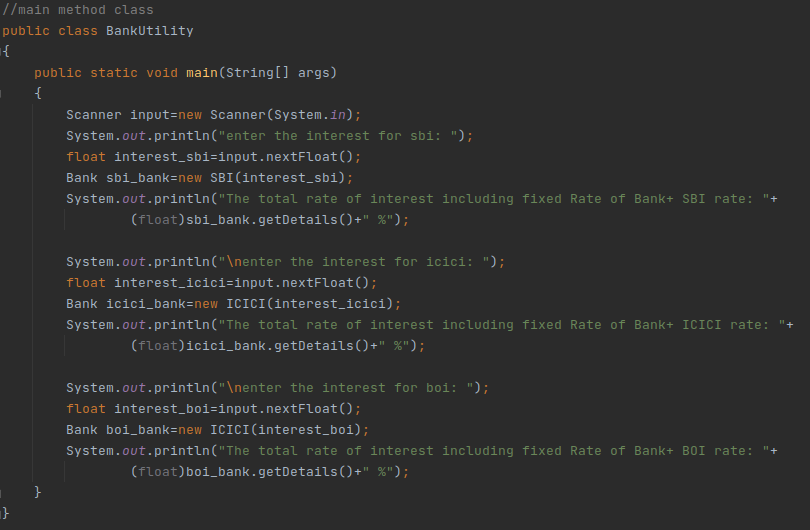 //main method class
public class BankUtility
{
    public static void main(String[] args)
    {
        Scanner input=new Scanner(System.in);
        System.out.println("enter the interest for sbi: ");
        float interest_sbi=input.nextFloat();
        Bank sbi_bank=new SBI(interest_sbi);
        System.out.println("The total rate of interest including fixed Rate of Bank+ SBI rate: "+
                (float)sbi_bank.getDetails()+" %");

        System.out.println("\nenter the interest for icici: ");
        float interest_icici=input.nextFloat();
        Bank icici_bank=new ICICI(interest_icici);
        System.out.println("The total rate of interest including fixed Rate of Bank+ ICICI rate: "+
                (float)icici_bank.getDetails()+" %");

        System.out.println("\nenter the interest for boi: ");
        float interest_boi=input.nextFloat();
        Bank boi_bank=new ICICI(interest_boi);
        System.out.println("The total rate of interest including fixed Rate of Bank+ BOI rate: "+
                (float)boi_bank.getDetails()+" %");
    }
}